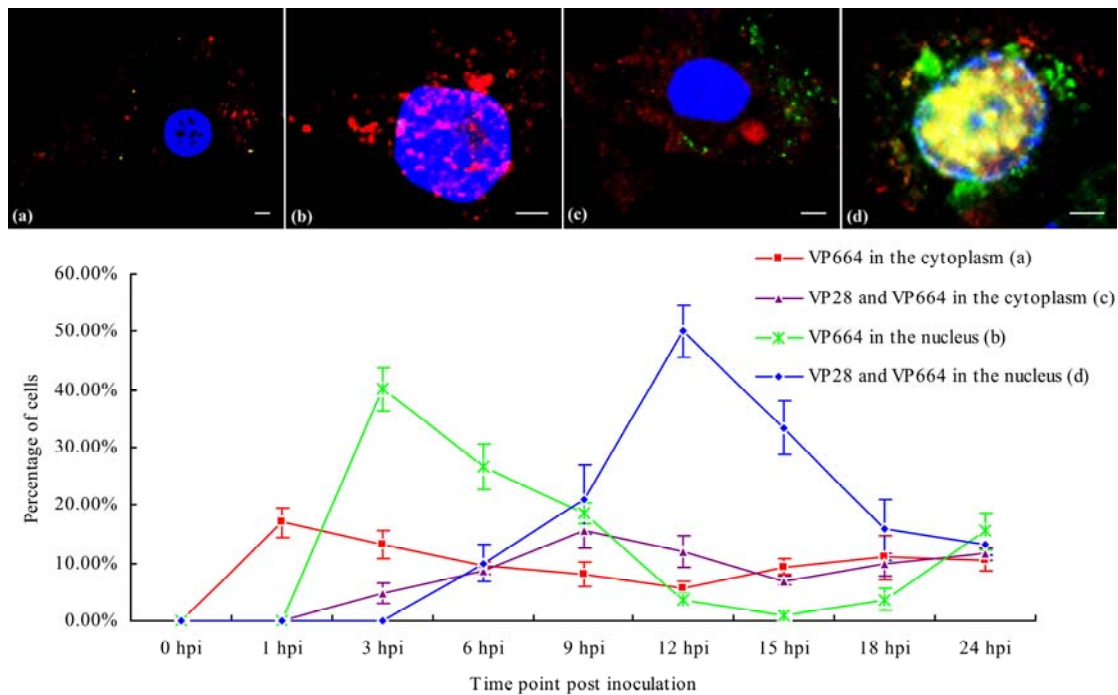 (a)
(b)
(c)
(d)
VP664 in the cytoplasm (a)
VP28 and VP664 in the cytoplasm (c)
VP664 in the nucleus (b)
VP28 and VP664 in the nucleus (d)
Percentage of cells
60.00%
50.00%
40.00%
30.00%
20.00%
10.00%
0.00%
0 hpi 1 hpi 3 hpi 6 hpi 9 hpi 12 hpi 15 hpi 18 hpi 24 hpi
Time point post inoculation